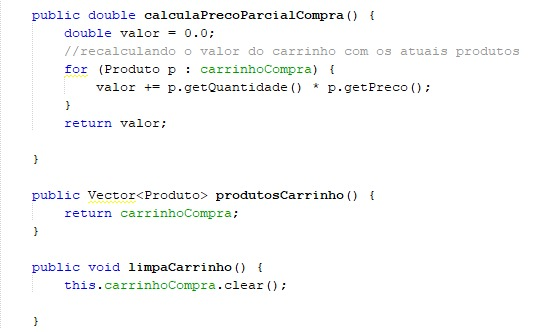 public double calculaPrecoParcialCompra() {
double valor = 0.0;
//recalculando o valor do carrinho com os atuais produtos
for (Produto p : carrinhoCompra) {
valor += p.getQuantidade() * p.getPreco();
}
return valor;
}
public Vector<Produto> produtosCarrinho() {
return carrinhoCompra;
}
public void limpaCarrinho() {
this.carrinhoCompra.clear();
}